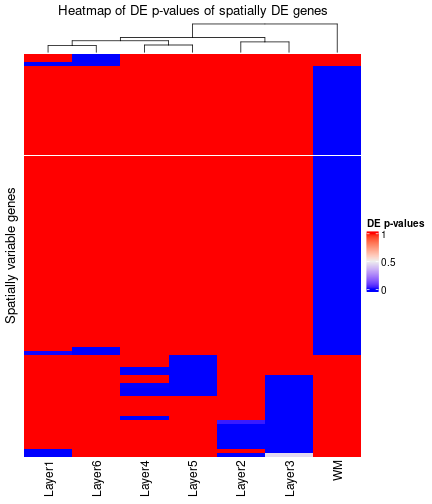 Heatmap of DE p-values of spatially DE genes
Spatially variable genes
DE p-values
1
0.5
0
Layer1
Layer6
Layer4
Layer5
Layer2
Layer3
WM